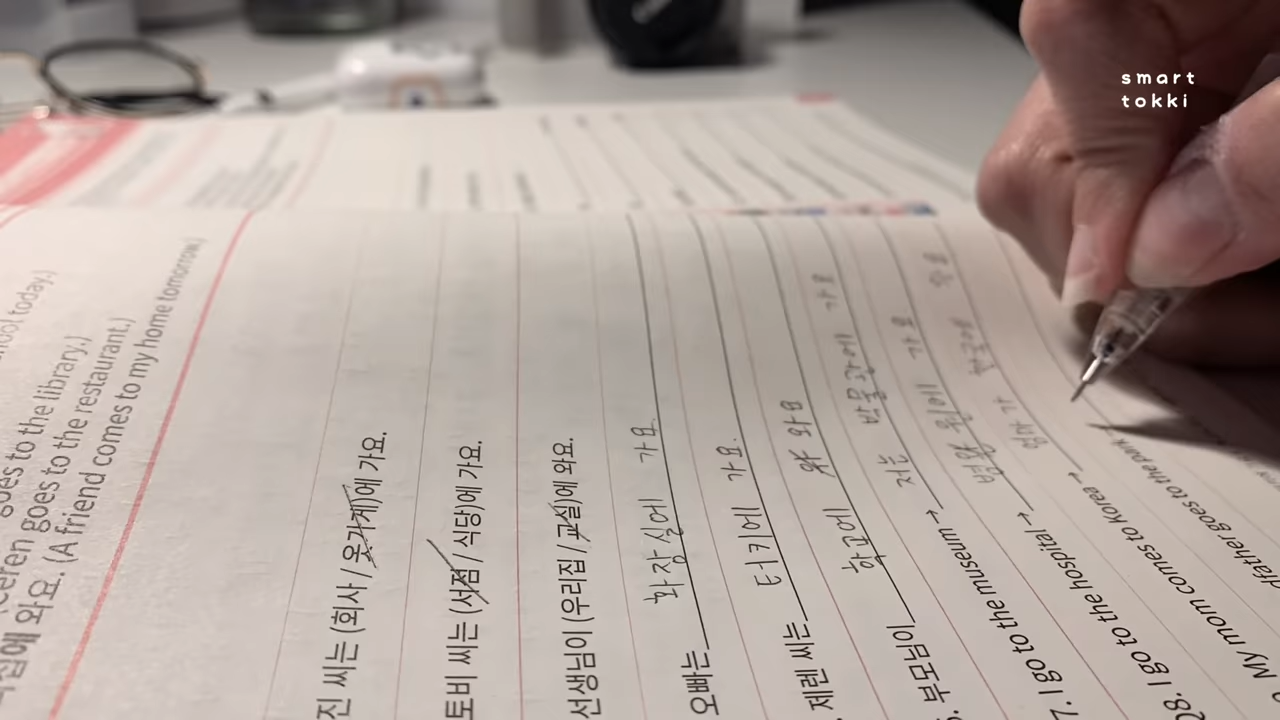 smart
tokki
goes to the library.)
goes to the restaurant.)
와요. (A friend comes to my home tomorrow.)
진 씨는 (회사 / 옷가게)에 가요.
토비 씨는 (서점 / 식당)에 가요.
선생님이 (우리집 / 교실)에 와요.
오빠는 화장실에 가요.
제렌 씨는 터키에 가요.
부모님이 학교에 와 와요
7. I go to the museum → 저는 박물관에 가요
28. I go to the hospital → 병원에 가요
My mom comes to Korea → 엄마가 한국에 와요
father goes to the park